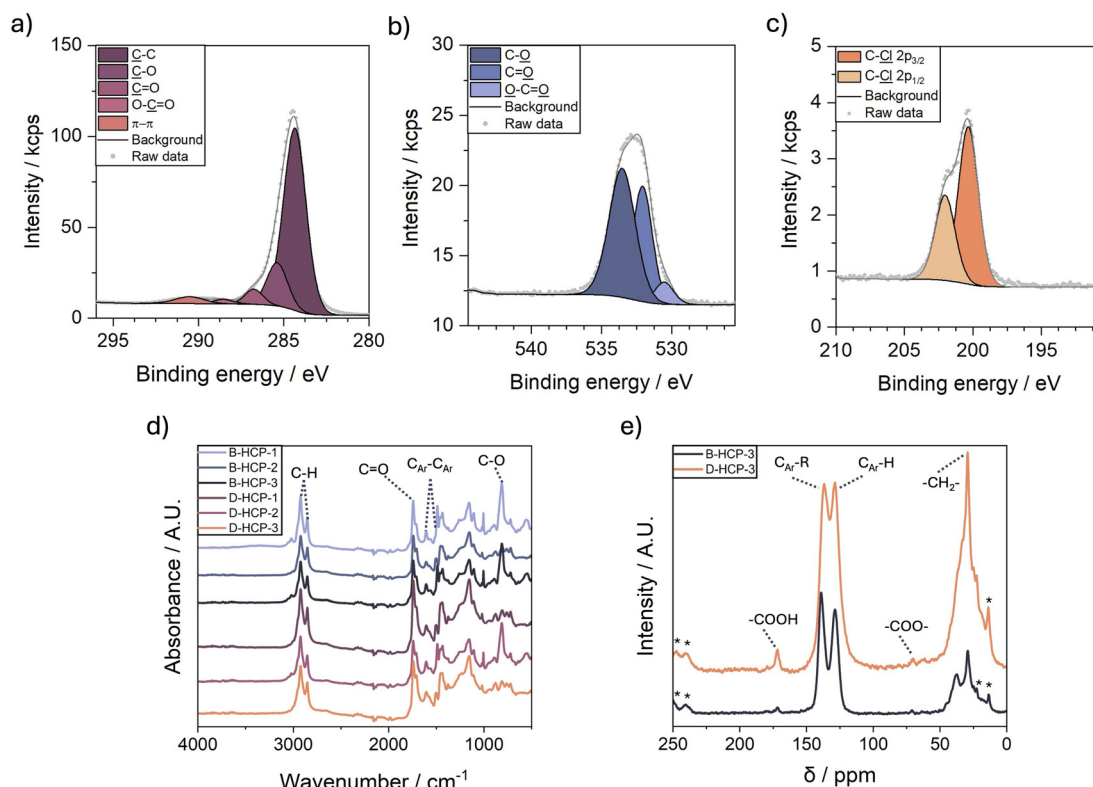 a)
150
100
50
0
Intensity / kcps
C-C
C-O
C=O
O-C=O
π–π
Background
Raw data
295
290
285
280
Binding energy / eV
b)
30
25
20
15
10
Intensity / kcps
C-O
C=O
O-C=O
Background
Raw data
540
535
530
Binding energy / eV
c)
5
4
3
2
1
0
Intensity / kcps
C-Cl 2p3/2
C-Cl 2p1/2
Background
Raw data
210
205
200
195
Binding energy / eV
d)
Absorbance / A.U.
B-HCP-1
B-HCP-2
B-HCP-3
D-HCP-1
D-HCP-2
D-HCP-3
C-H
C=O
CAr-CAr
C-O
4000
3000
2000
1000
Wavenumber / cm-1
e)
Intensity / A.U.
B-HCP-3
D-HCP-3
CAr-R
CAr-H
-CH2-
-COOH
-COO-
* *
*
* *
* *
250
200
150
100
50
0
δ / ppm